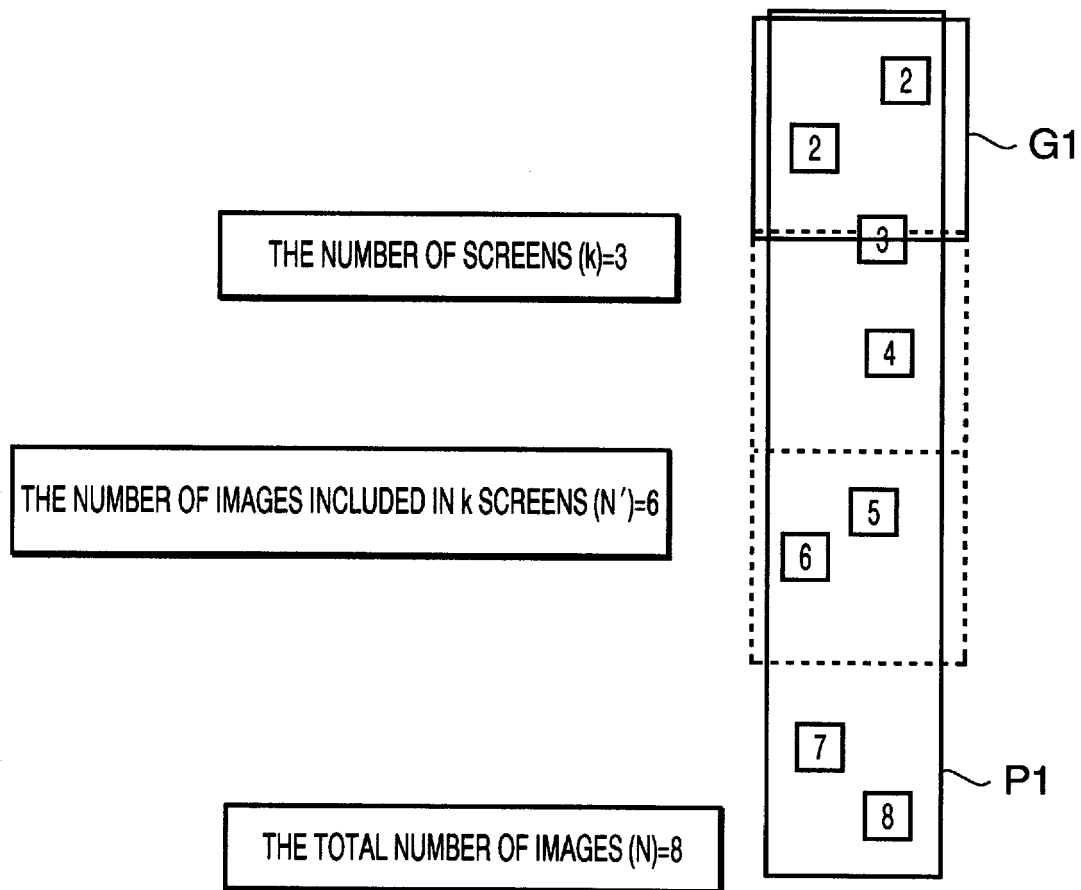 2
2
G1
3
THE NUMBER OF SCREENS (k)=3
4
THE NUMBER OF IMAGES INCLUDED IN k SCREENS (N')=6
5
6
7
P1
8
THE TOTAL NUMBER OF IMAGES (N)=8